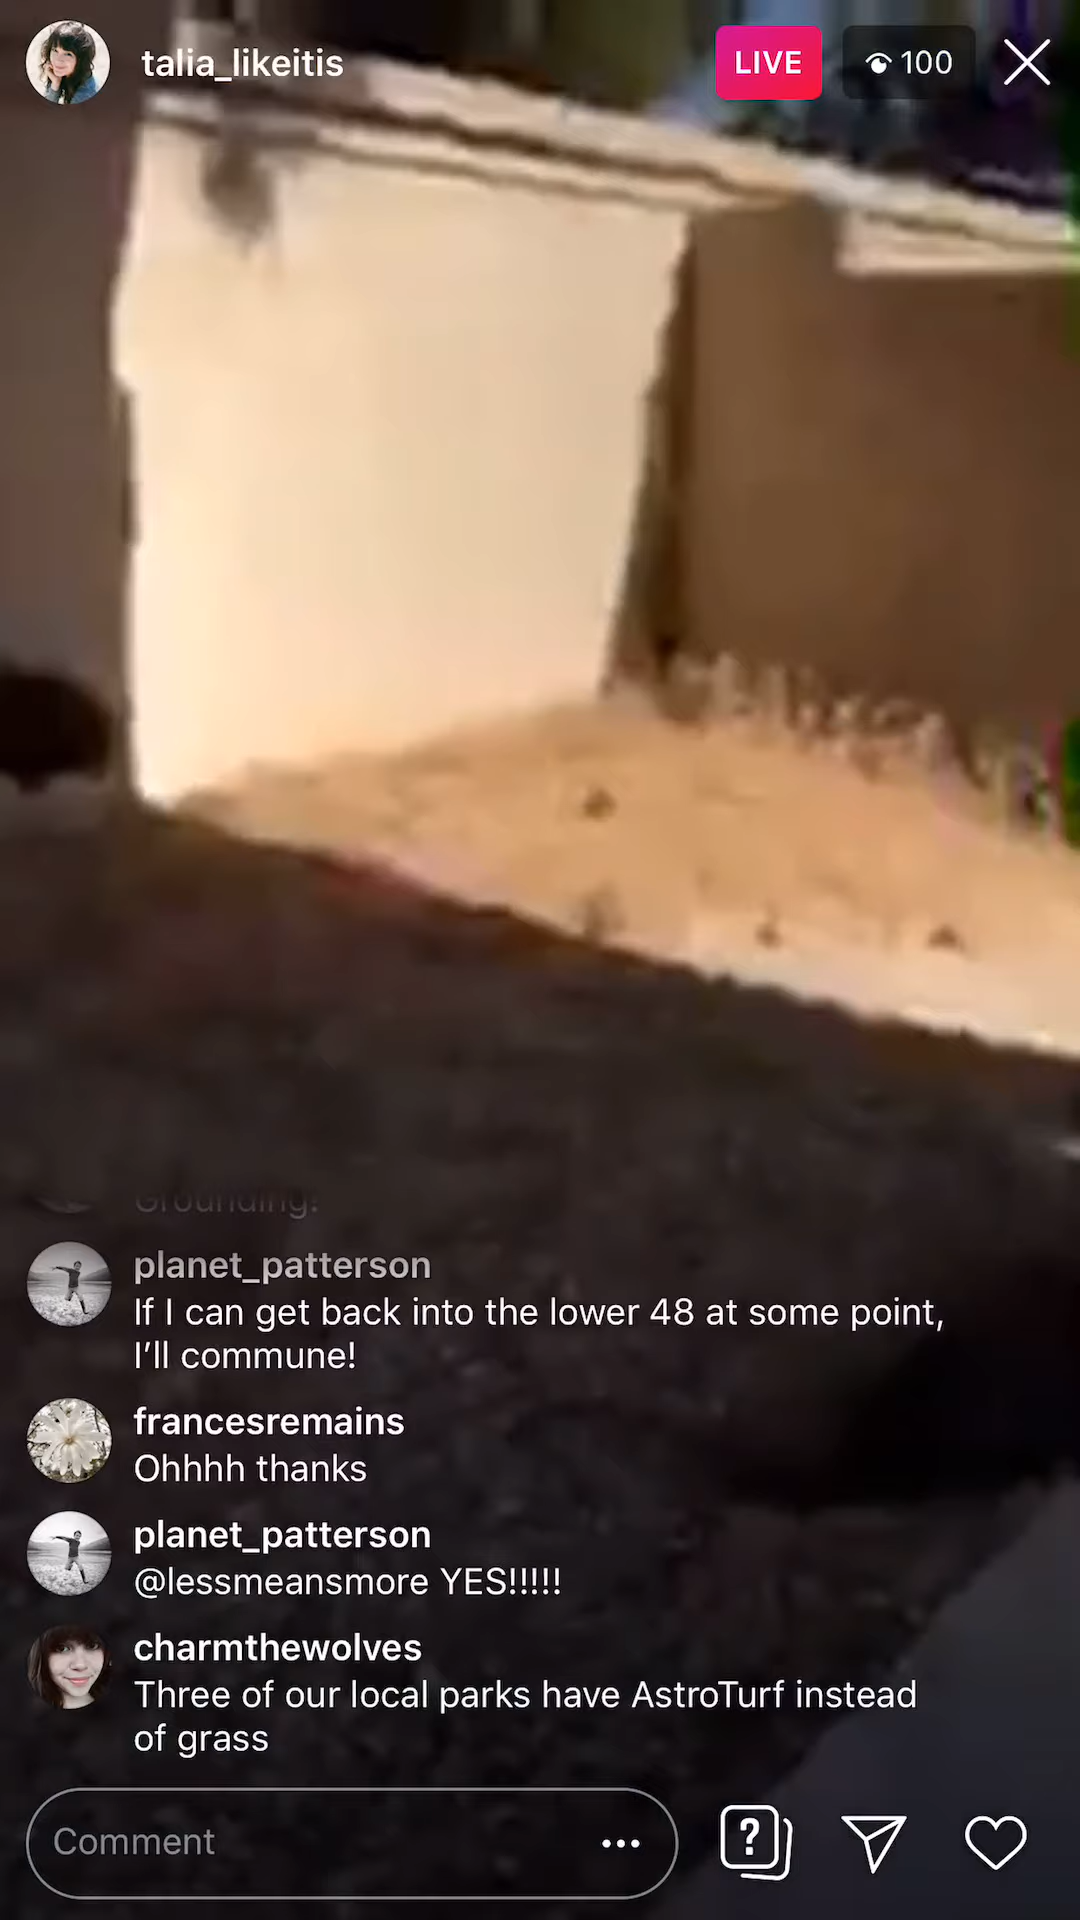 talia_likeitis
LIVE
100
Grounding!
planet_patterson
If I can get back into the lower 48 at some point,
I’ll commune!
francesremains
Ohhhh thanks
planet_patterson
@lessmeansmore YES!!!!!
charmthewolves
Three of our local parks have AstroTurf instead
of grass
Comment